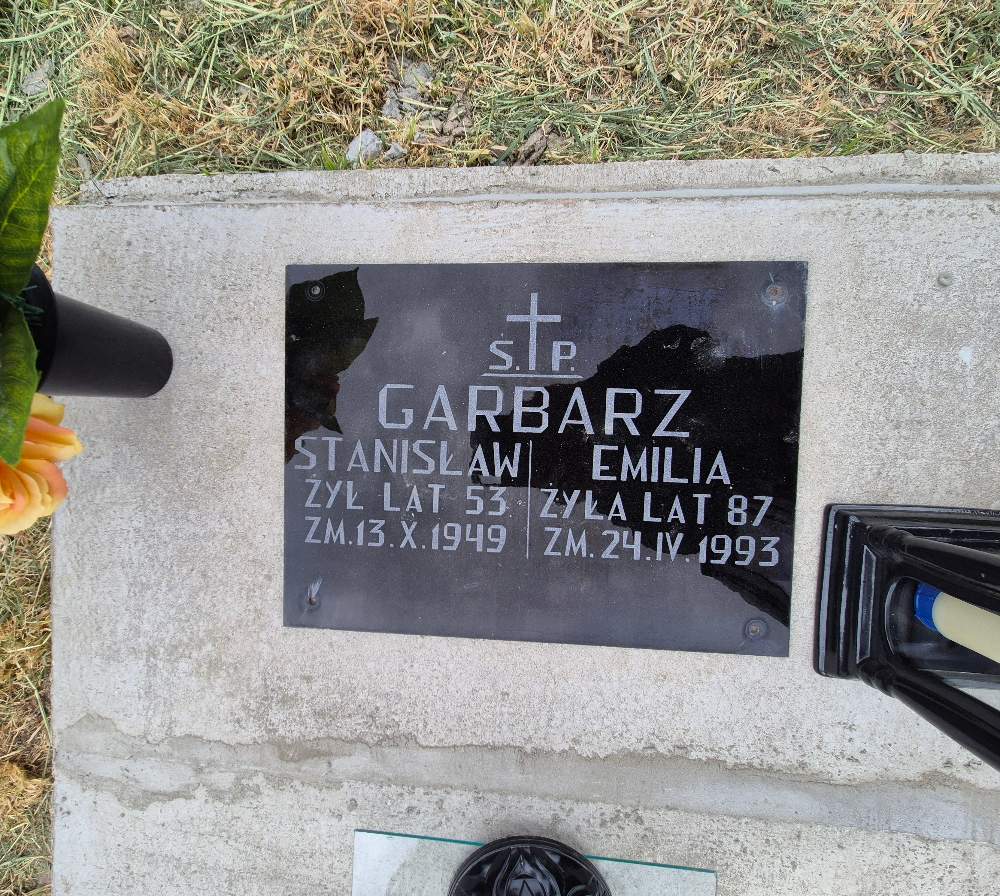 Ś. P.
GARBARZ
STANISŁAW
ŻYŁ LAT 53
ZM. 13. X. 1949
EMILIA
ŻYŁA LAT 87
ZM. 24. IV. 1993